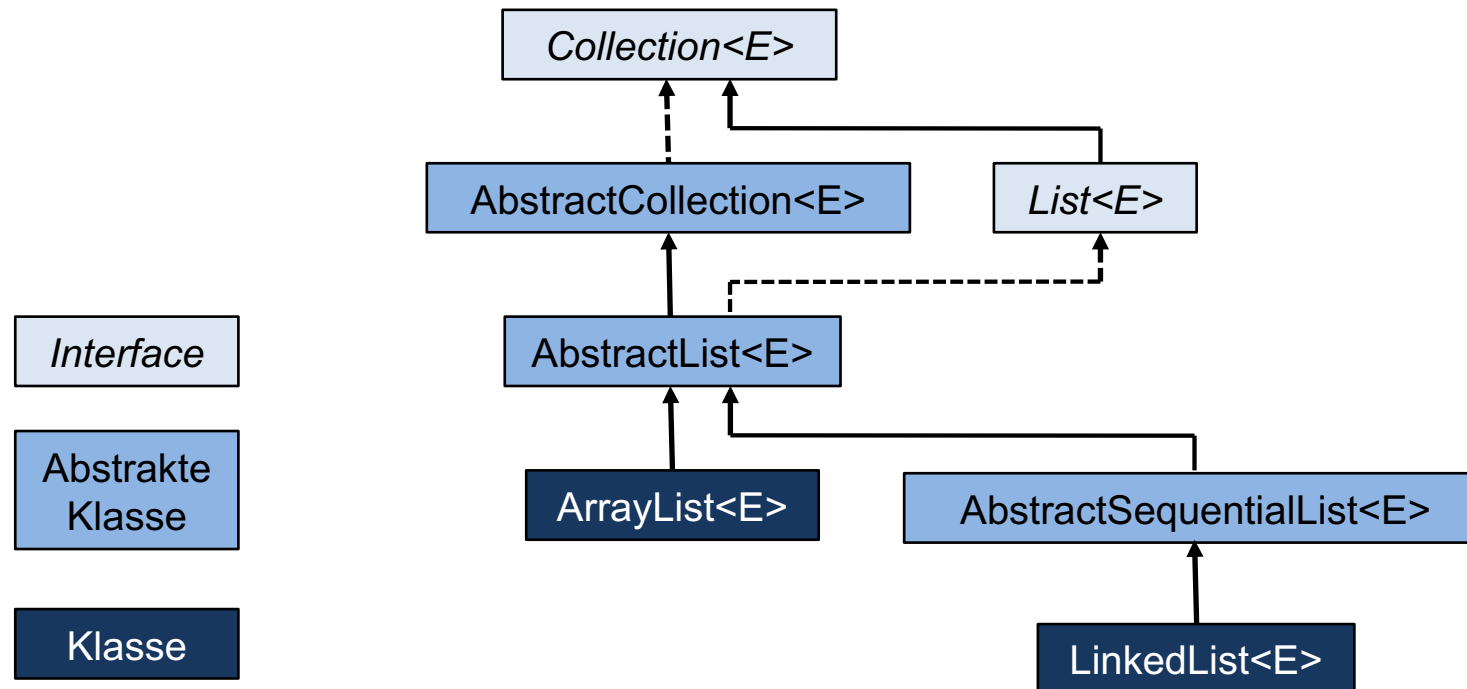 Collection<E>
AbstractCollection<E>
List<E>
Interface
AbstractList<E>
Abstrakte
Klasse
ArrayList<E>
AbstractSequentialList<E>
Klasse
LinkedList<E>